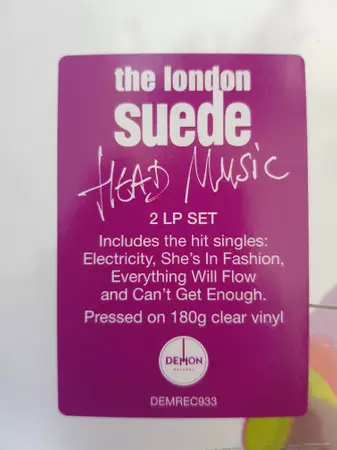 the london
suede
HEAD MUSIC
2 LP SET
Includes the hit singles:
Electricity, She's In Fashion,
Everything Will Flow
and Can't Get Enough.
Pressed on 180g clear vinyl
DEMON
RECORDS
DEMREC933